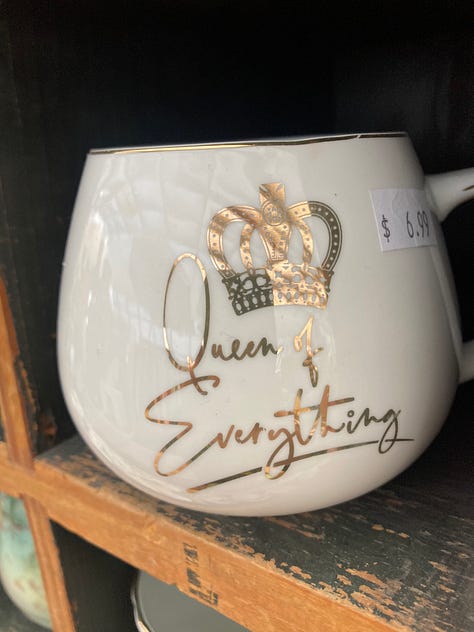 $ 6.99
Queen of
Everything